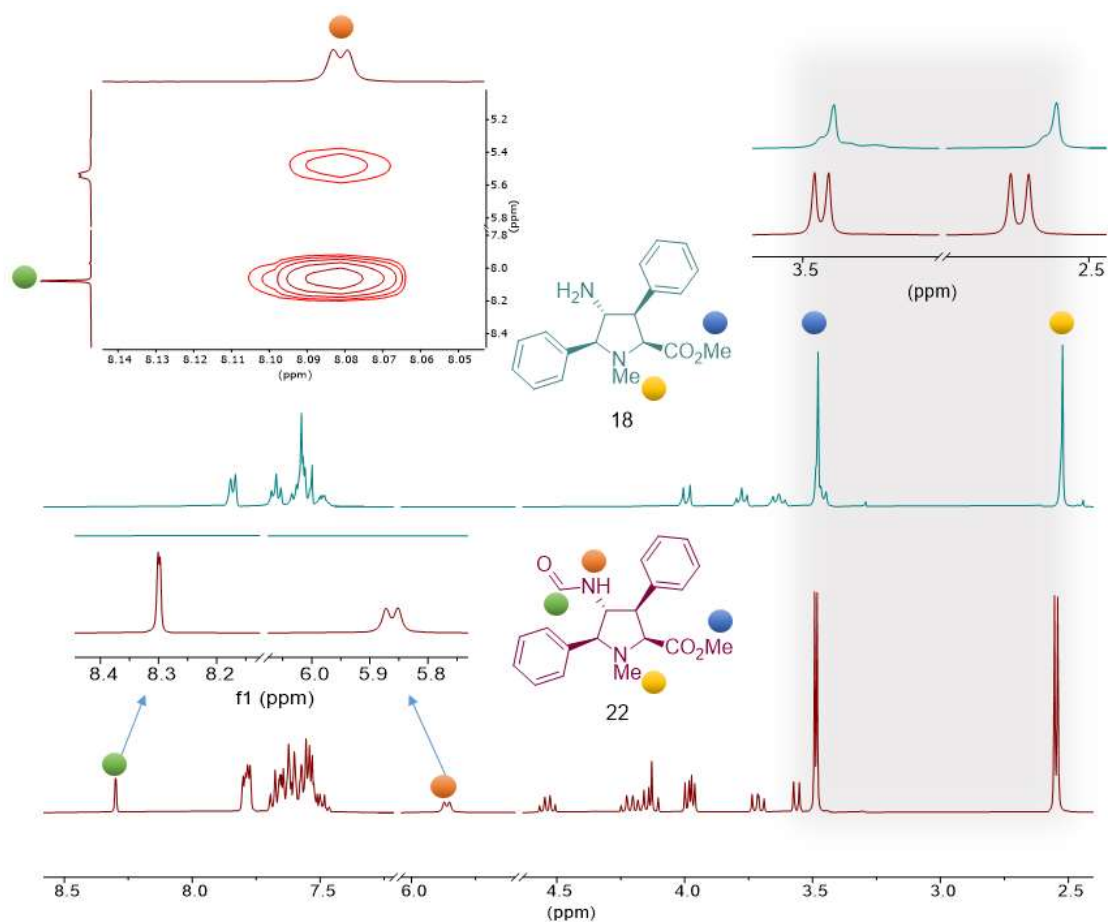 5.2
5.4
5.6
5.8
(ppm)
7.8
8.0
8.2
8.4
(ppm)
8.14 8.13 8.12 8.11 8.10 8.09 8.08 8.07 8.06 8.05
(ppm)
3.5 2.5
(ppm)
H₂N
N
Me
CO₂Me
18
O
NH
N
Me
CO₂Me
22
8.4 8.3 8.2 6.0 5.9 5.8
f1 (ppm)
8.5 8.0 7.5 6.0 4.5 4.0 3.5 3.0 2.5
(ppm)